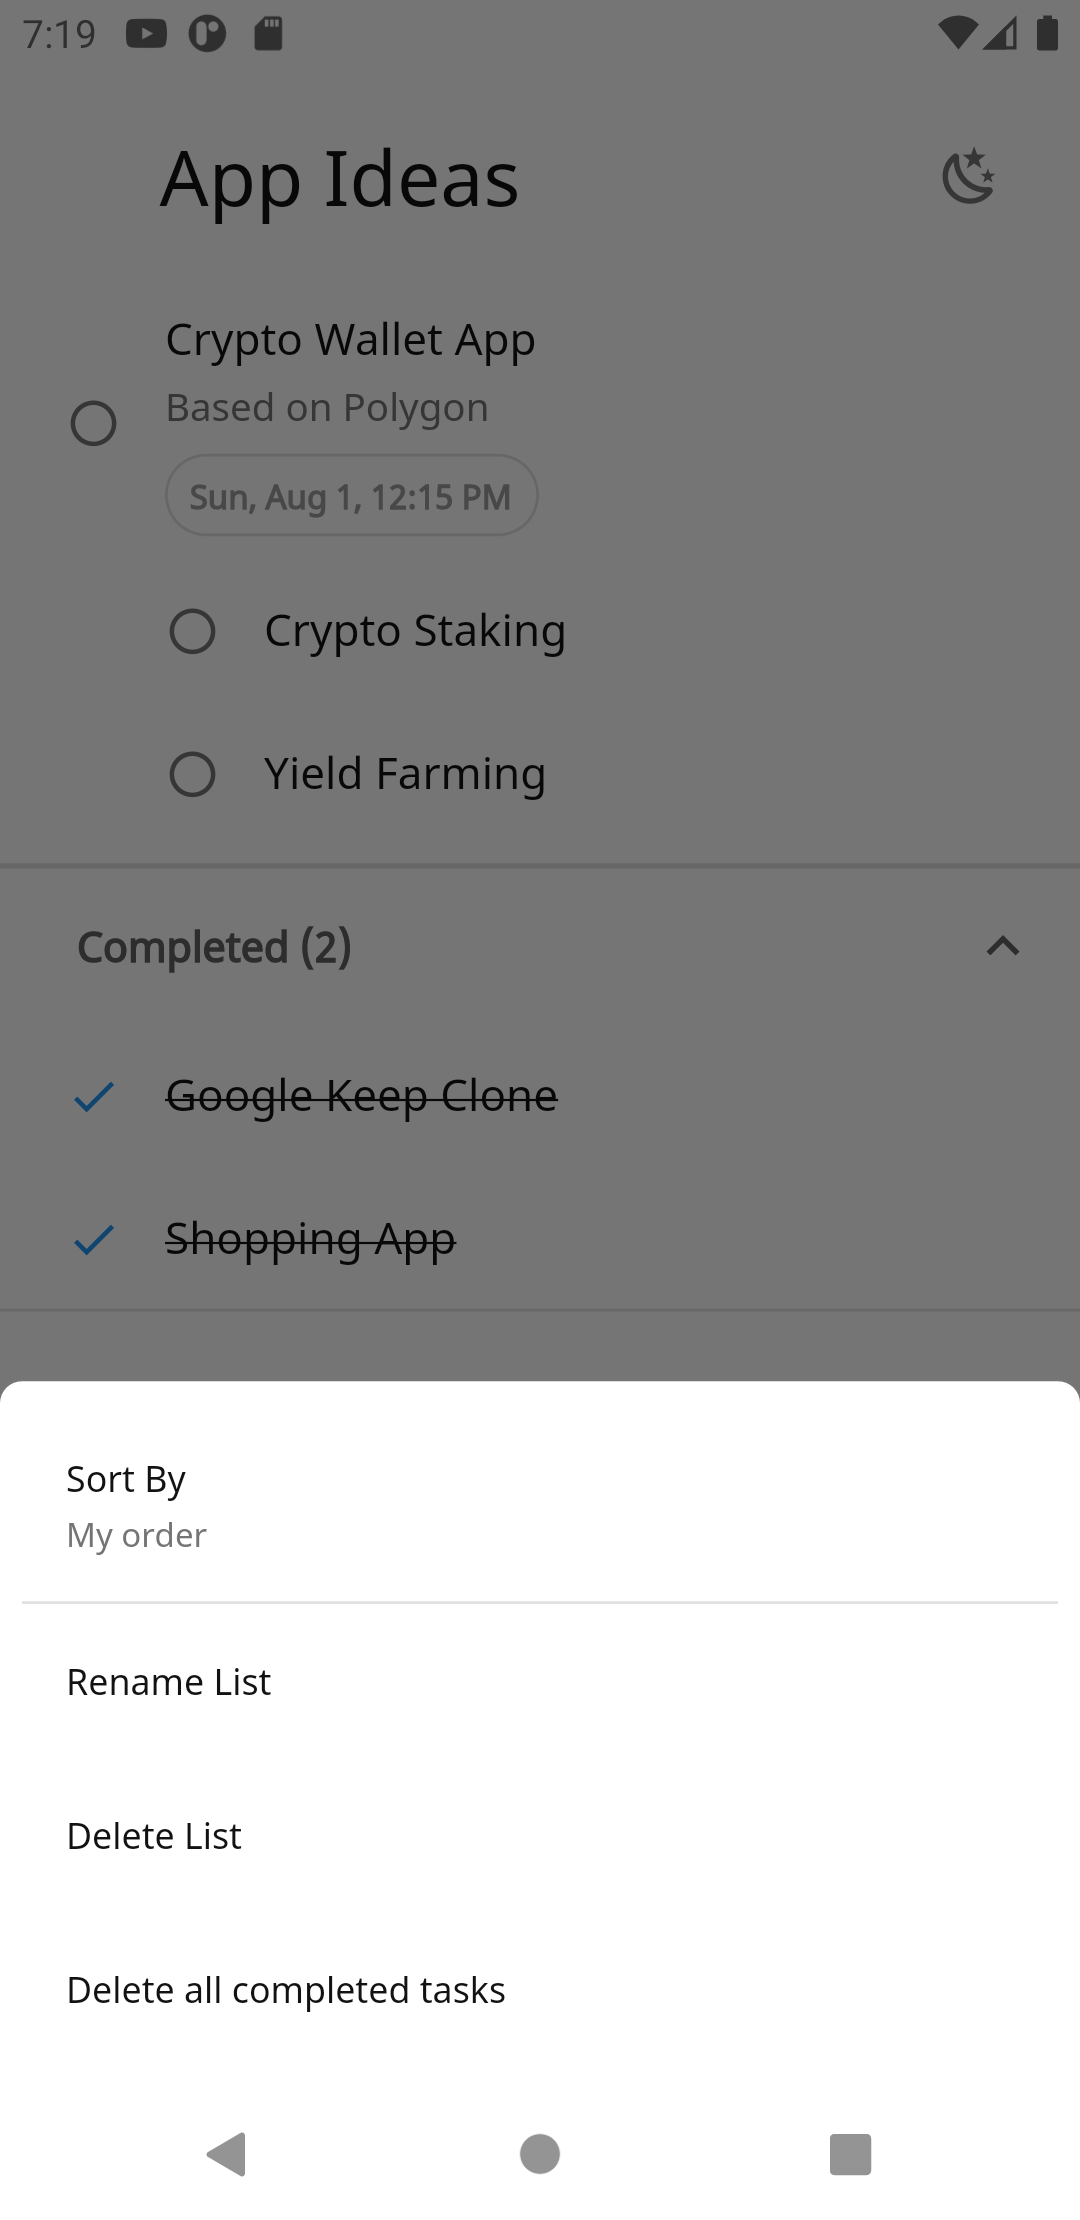 7:19
App Ideas
Crypto Wallet App
Based on Polygon
Sun, Aug 1, 12:15 PM
Crypto Staking
Yield Farming
Completed (2)
Google Keep Clone
Shopping App
Sort By
My order
Rename List
Delete List
Delete all completed tasks